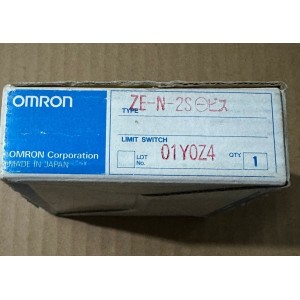 OMRON
ZE-N-2S⊖ビス
TYPE
LIMIT SWITCH
OMRON Corporation
MADE IN JAPAN
LOT No.
01Y0Z4
QTY
1